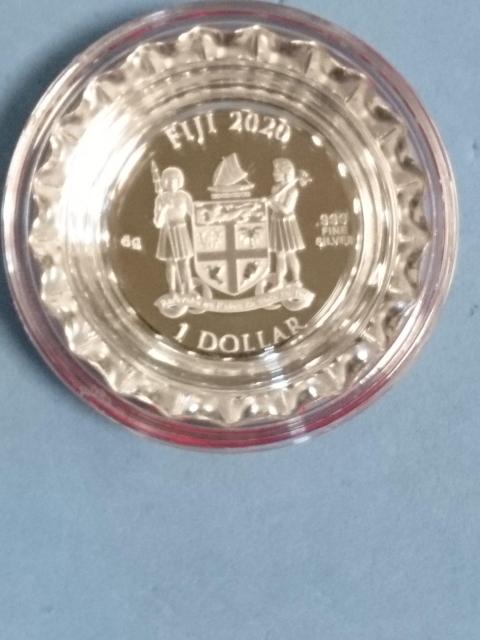 FIJI 2020
6g
.999
FINE
SILVER
1 DOLLAR